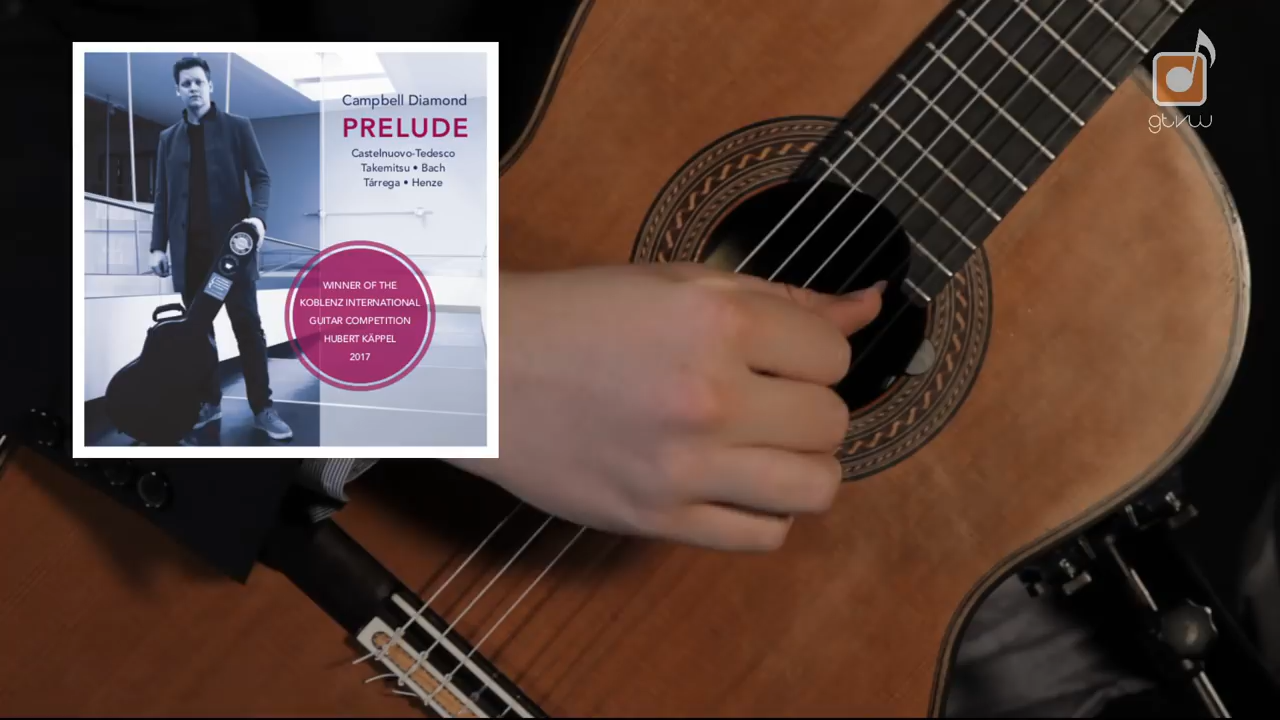 Campbell Diamond
PRELUDE
Castelnuovo-Tedesco
Takemitsu • Bach
Tárrega • Henze
WINNER OF THE
KOBLENZ INTERNATIONAL
GUITAR COMPETITION
HUBERT KÄPPEL
2017
gtvw